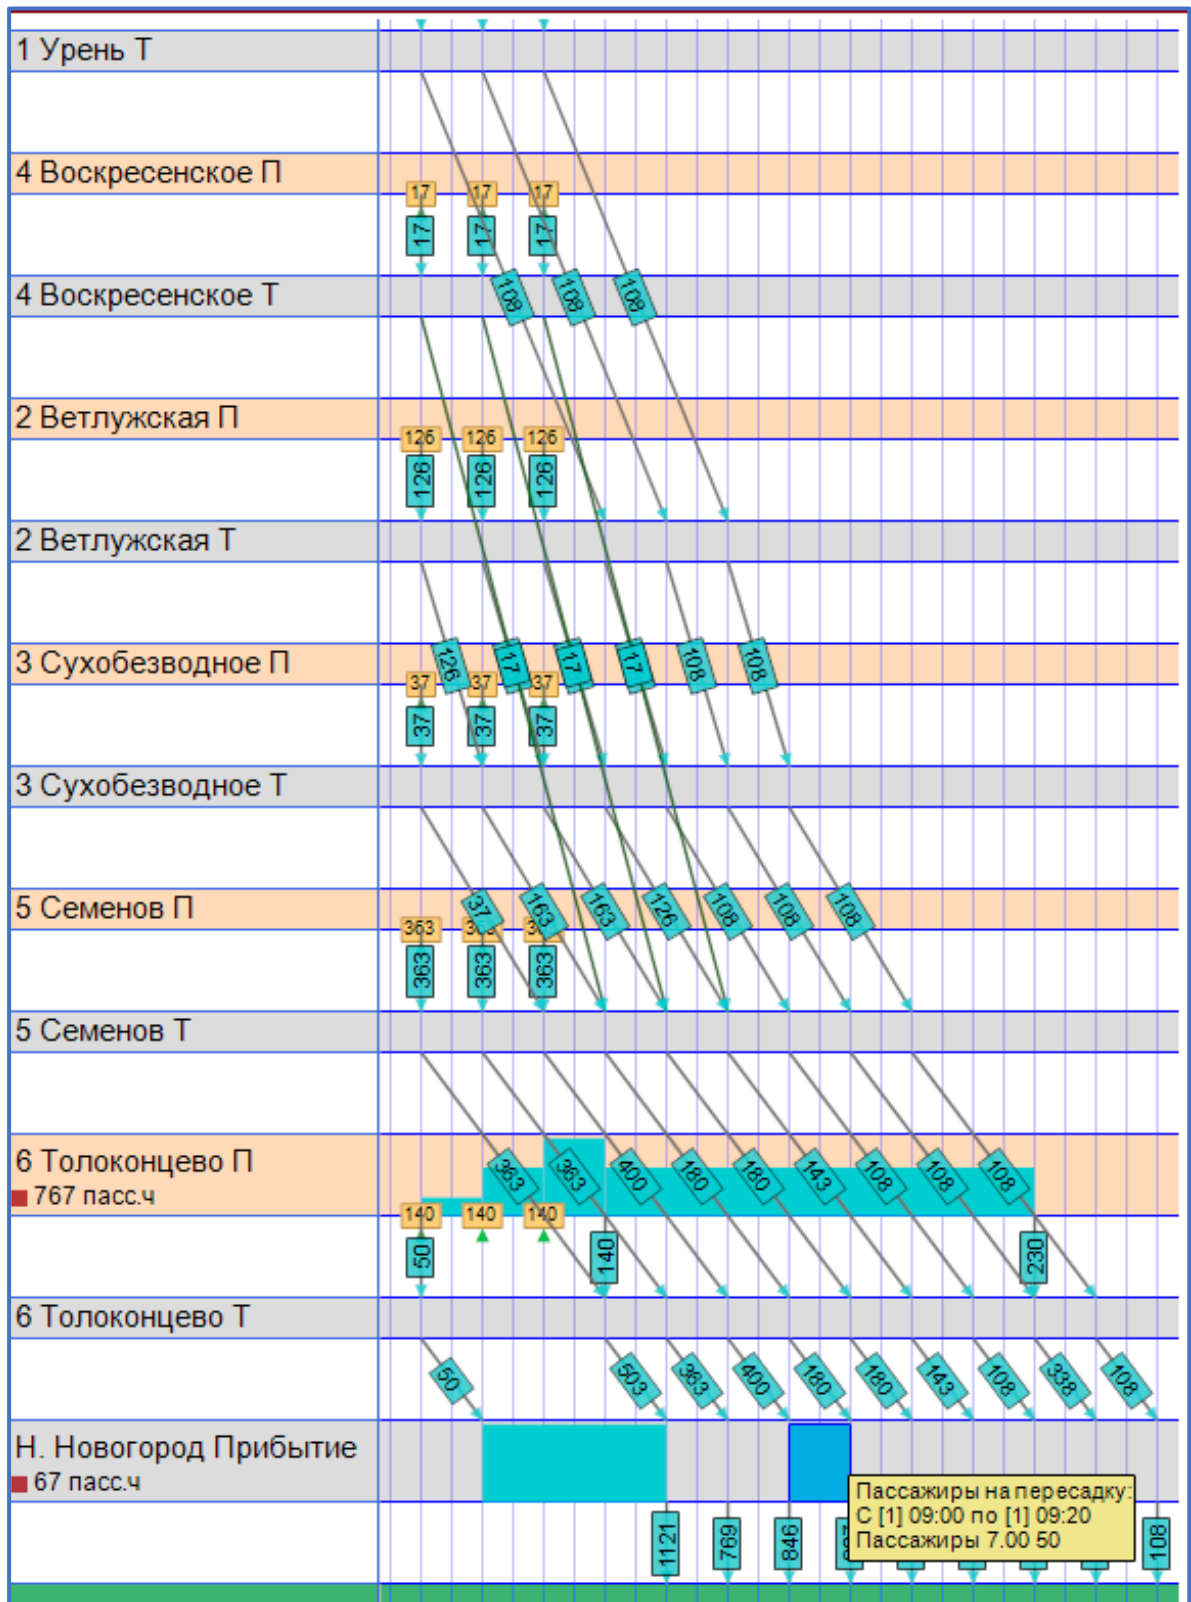 1 Урень Т
4 Воскресенское П
17 17 17
17 17 17
4 Воскресенское Т
108 108 108
2 Ветлужская П
126 126 126
126 126 126
2 Ветлужская Т
3 Сухобезводное П
126 17 17 17 108 108
37 37 37
37 37 37
3 Сухобезводное Т
5 Семенов П
37 163 163 126 108 108 108
363
363 363 363
5 Семенов Т
6 Толоконцево П
363 363 400 180 180 143 108 108 108
767 пасс.ч
140 140 140
50 140 230
6 Толоконцево Т
50 503 363 400 180 180 143 108 338 108
Н. Новогород Прибытие
67 пасс.ч
Пассажиры на пересадку:
С [1] 09:00 по [1] 09:20
Пассажиры 7.00 50
1121 769 846 108